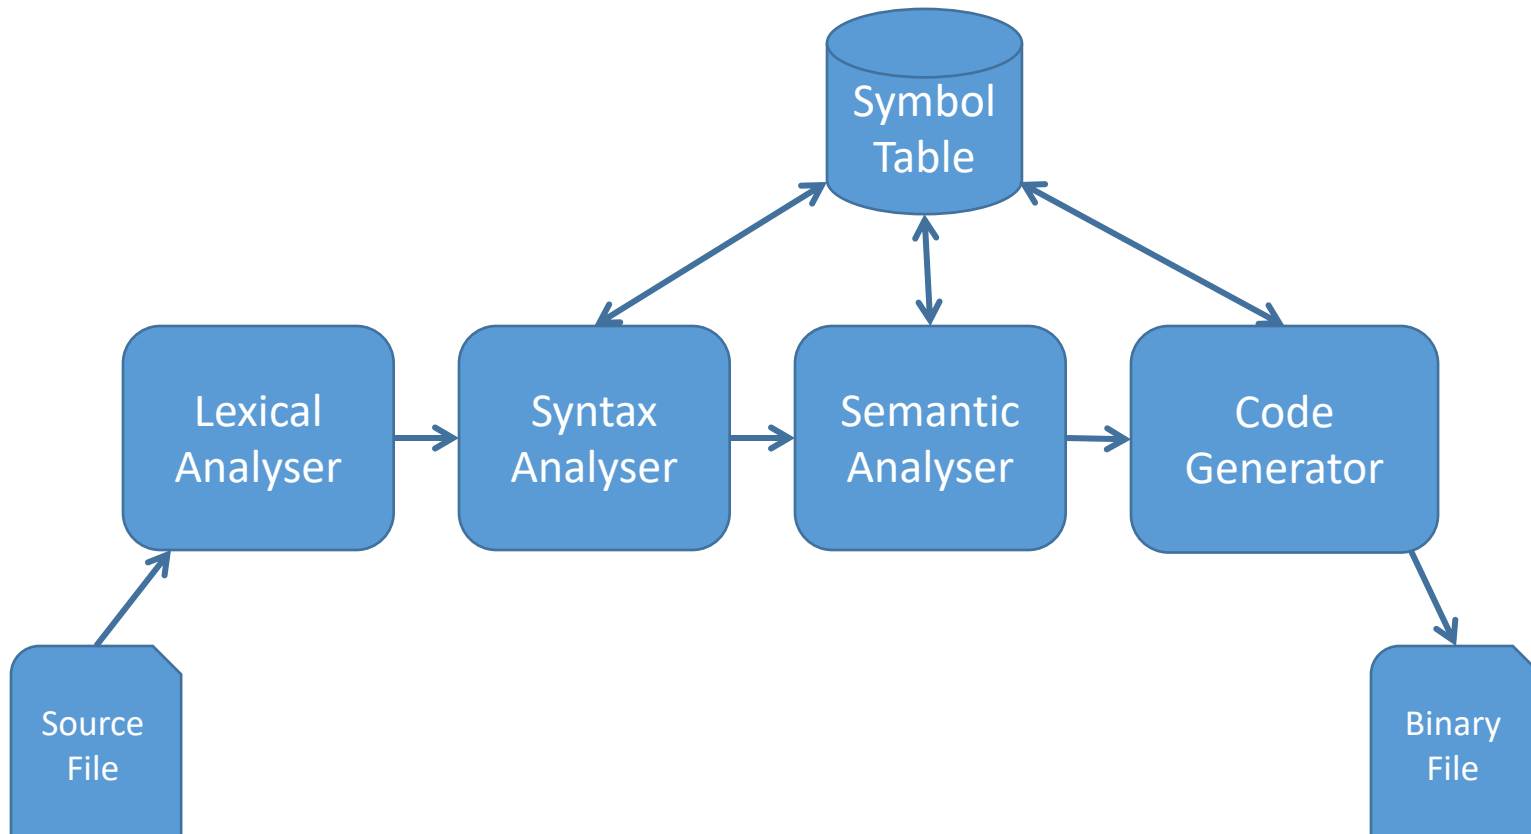 Symbol
Table
Lexical
Analyser
Syntax
Analyser
Semantic
Analyser
Code
Generator
Source
File
Binary
File